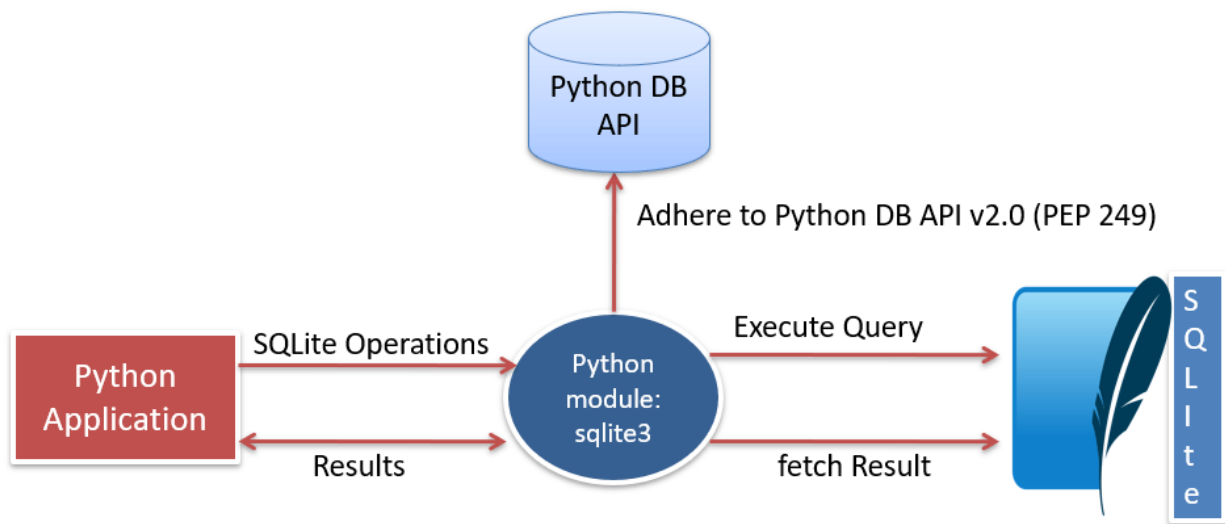 Python DB
API
Adhere to Python DB API v2.0 (PEP 249)
SQLite Operations
Execute Query
Python
Application
Python
module:
sqlite3
Results
fetch Result
S
Q
L
I
t
e